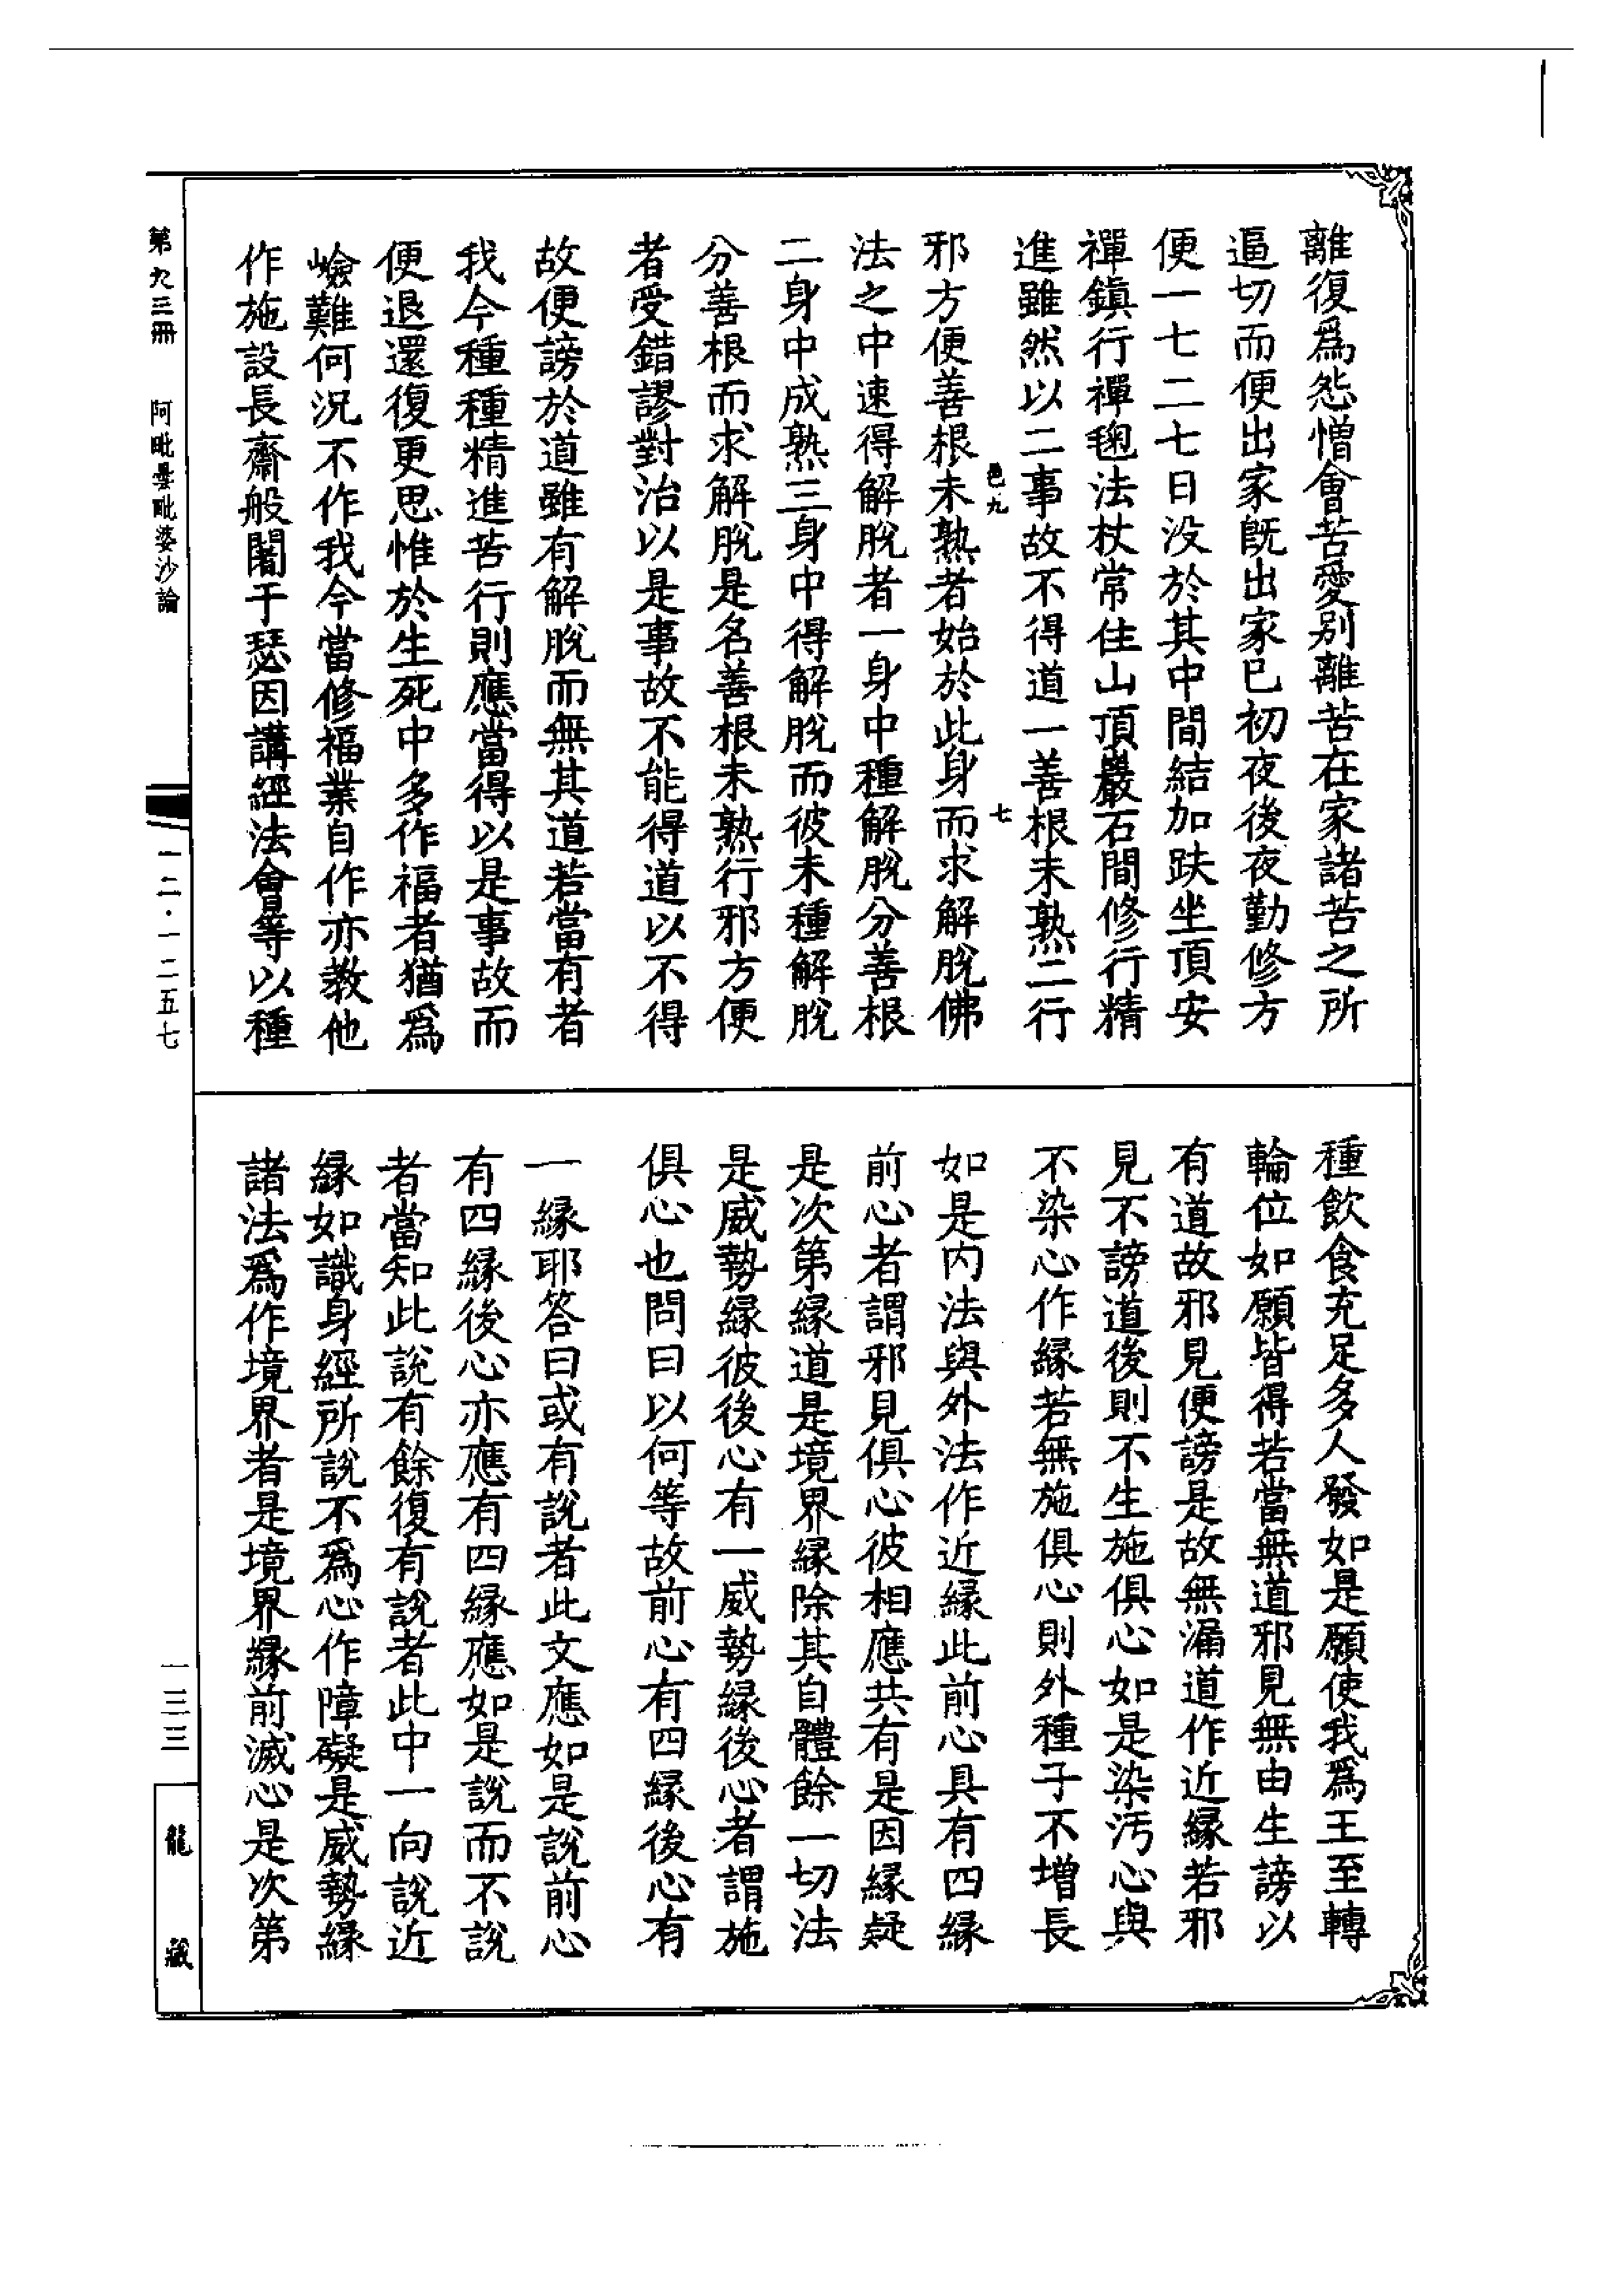 離復爲怨憎會苦愛别離苦在家諸苦之所
逼切而便出家既出家已初夜後夜勤修方
便一七二七日没於其中間結加趺坐頂安
禪鎭行禪毱法杖常住山頂巖石間修行精
進雖然以二事故不得道一善根未熟二行
邑九
七
邪方便善根未熟者始於此身而求解脫佛
法之中速得解脫者一身中種解脫分善根
二身中成熟三身中得解脫而彼未種解脫
分善根而求解脫是名善根未熟行邪方便
者受錯謬對治以是事故不能得道以不得
故便謗於道雖有解脫而無其道若當有者
我今種種精進苦行則應當得以是事故而
便退還復更思惟於生死中多作福者猶爲
嶮難何況不作我今當修福業自作亦教他
作施設長齋般闍于瑟因講經法會等以種
種飲食充足多人發如是願使我爲王至轉
輪位如願皆得若當無道邪見無由生謗以
有道故邪見便謗是故無漏道作近緣若邪
見不謗道後則不生施俱心如是染汚心與
不染心作緣若無施俱心則外種子不增長
如是内法與外法作近緣此前心具有四緣
前心者謂邪見俱心彼相應共有是因緣疑
是次第緣道是境界緣除其自體餘一切法
是威勢緣彼後心有一威勢緣後心者謂施
俱心也問曰以何等故前心有四緣後心有
一緣耶答曰或有說者此文應如是說前心
有四緣後心亦應有四緣應如是說而不說
者當知此說有餘復有說者此中一向說近
緣如識身經所說不爲心作障礙是威勢緣
諸法爲作境界者是境界緣前滅心是次第
第九三冊　阿毗曇毗婆沙論
一二·一二五七
一三三
龍藏